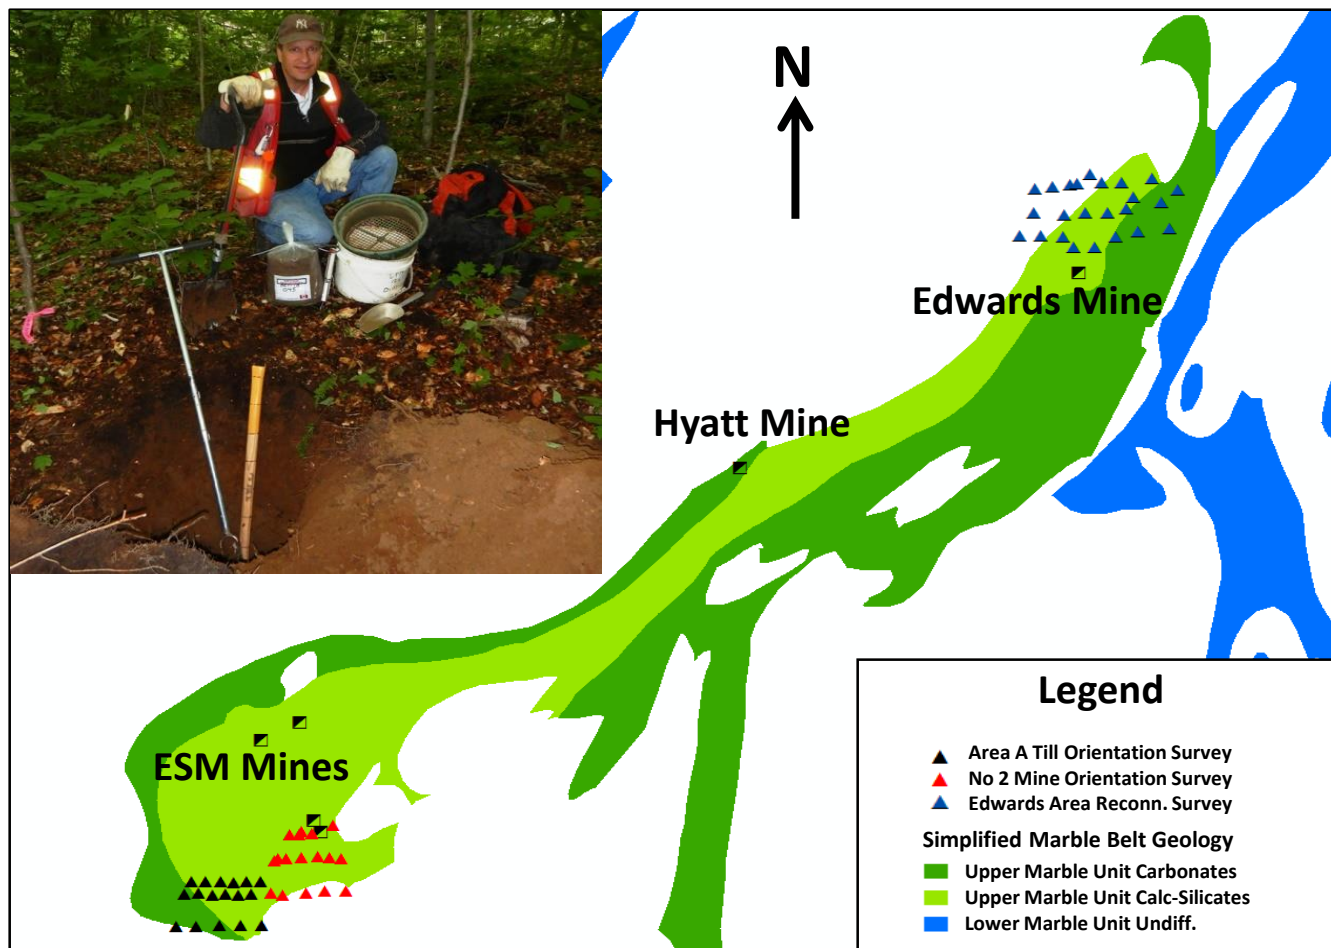 N
Edwards Mine
Hyatt Mine
ESM Mines
Legend
Area A Till Orientation Survey
No 2 Mine Orientation Survey
Edwards Area Reconn. Survey
Simplified Marble Belt Geology
Upper Marble Unit Carbonates
Upper Marble Unit Calc-Silicates
Lower Marble Unit Undiff.